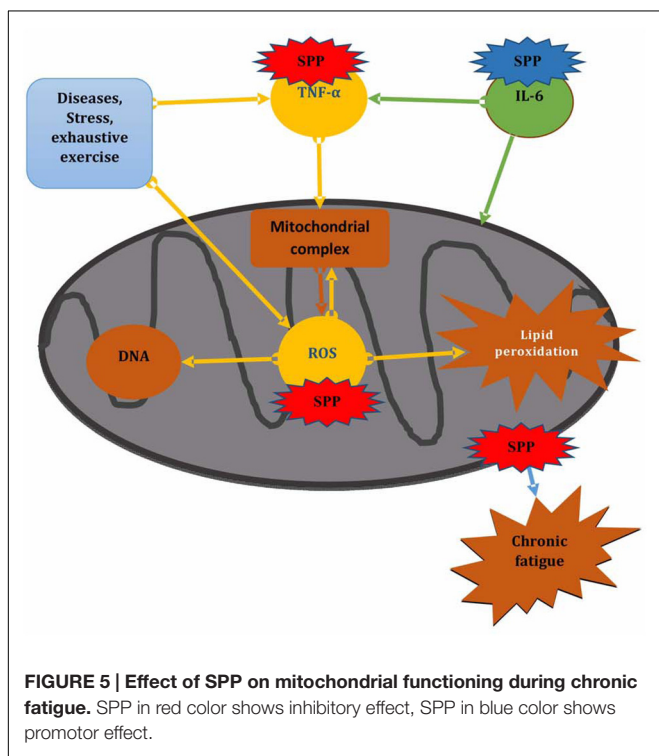 SPP
SPP
TNF-α
IL-6
Diseases,
Stress,
exhaustive
exercise
Mitochondrial
complex
DNA
ROS
Lipid
peroxidation
SPP
SPP
Chronic
fatigue
FIGURE 5 | Effect of SPP on mitochondrial functioning during chronic
fatigue. SPP in red color shows inhibitory effect, SPP in blue color shows
promotor effect.